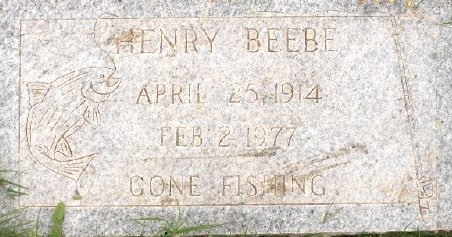 HENRY BEEBE
APRIL 25, 1914
FEB 2, 1977
GONE FISHING